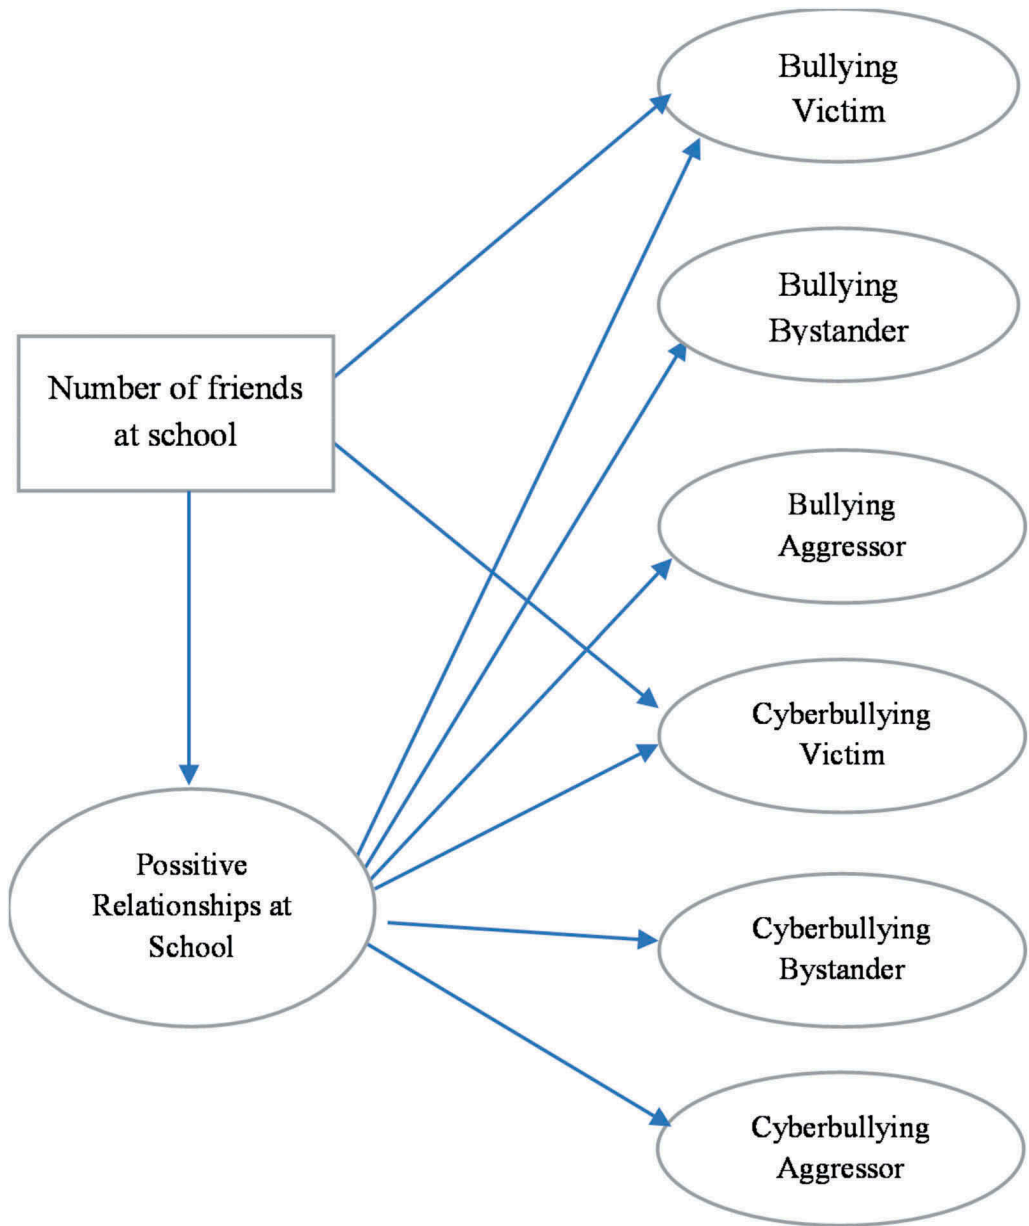 Bullying
Victim
Bullying
Bystander
Number of friends
at school
Bullying
Aggressor
Cyberbullying
Victim
Possitive
Relationships at
School
Cyberbullying
Bystander
Cyberbullying
Aggressor